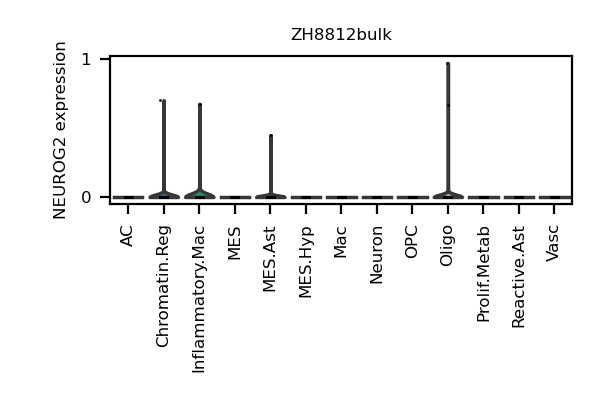 ZH8812bulk
NEUROG2 expression
1
0
AC
Chromatin.Reg
Inflammatory.Mac
MES
MES.Ast
MES.Hyp
Mac
Neuron
OPC
Oligo
Prolif.Metab
Reactive.Ast
Vasc